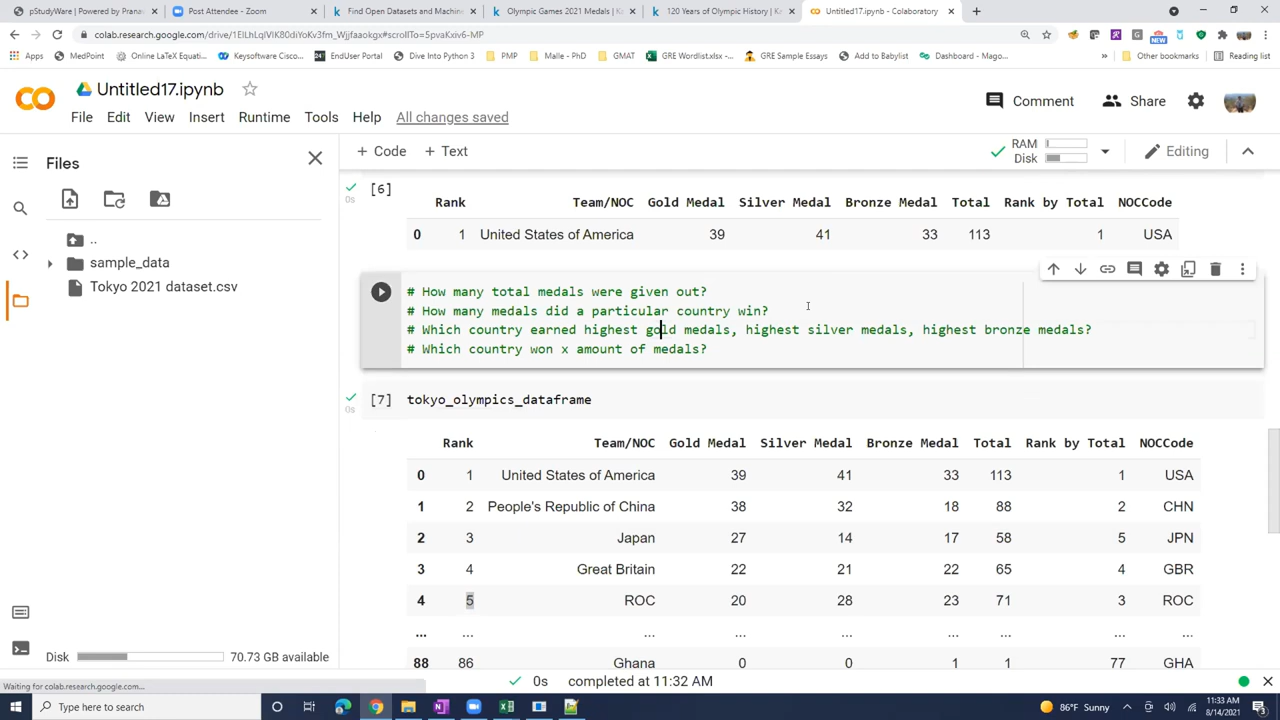 pStudyWare | Powered by Pranav
Post Attendee - Zoom
Find Open Datasets and Machine
Olympic Games 2021 Medals | K
120 Years of Olympic History | K
Untitled17.ipynb - Colaboratory
colab.research.google.com/drive/1EILhLqlVIK80diYoKv3fm_Wjjfaaokgx#scrollTo=5pvaKxiv6-MP
Apps
MedPoint
Online LaTeX Equati...
Keysoftware Cisco...
EndUser Portal
Dive Into Python 3
PMP
Malle - PhD
GMAT
GRE Wordlist.xlsx -...
GRE Sample Essays
Add to Babylist
Dashboard - Mago...
Other bookmarks
Reading list
Untitled17.ipynb
File Edit View Insert Runtime Tools Help All changes saved
Comment
Share
Files
+ Code + Text
RAM
Disk
Editing
..
sample_data
Tokyo 2021 dataset.csv
[6]
0s
Rank Team/NOC Gold Medal Silver Medal Bronze Medal Total Rank by Total NOCCode
0 1 United States of America 39 41 33 113 1 USA
# How many total medals were given out?
# How many medals did a particular country win?
# Which country earned highest gold medals, highest silver medals, highest bronze medals?
# Which country won x amount of medals?
[7] tokyo_olympics_dataframe
0s
Rank Team/NOC Gold Medal Silver Medal Bronze Medal Total Rank by Total NOCCode
0 1 United States of America 39 41 33 113 1 USA
1 2 People's Republic of China 38 32 18 88 2 CHN
2 3 Japan 27 14 17 58 5 JPN
3 4 Great Britain 22 21 22 65 4 GBR
4 5 ROC 20 28 23 71 3 ROC
... ... ... ... ... ... ... ... ...
88 86 Ghana 0 0 1 1 77 GHA
Disk 70.73 GB available
Waiting for colab.research.google.com...
0s completed at 11:32 AM
Type here to search
86°F Sunny
11:33 AM
8/14/2021